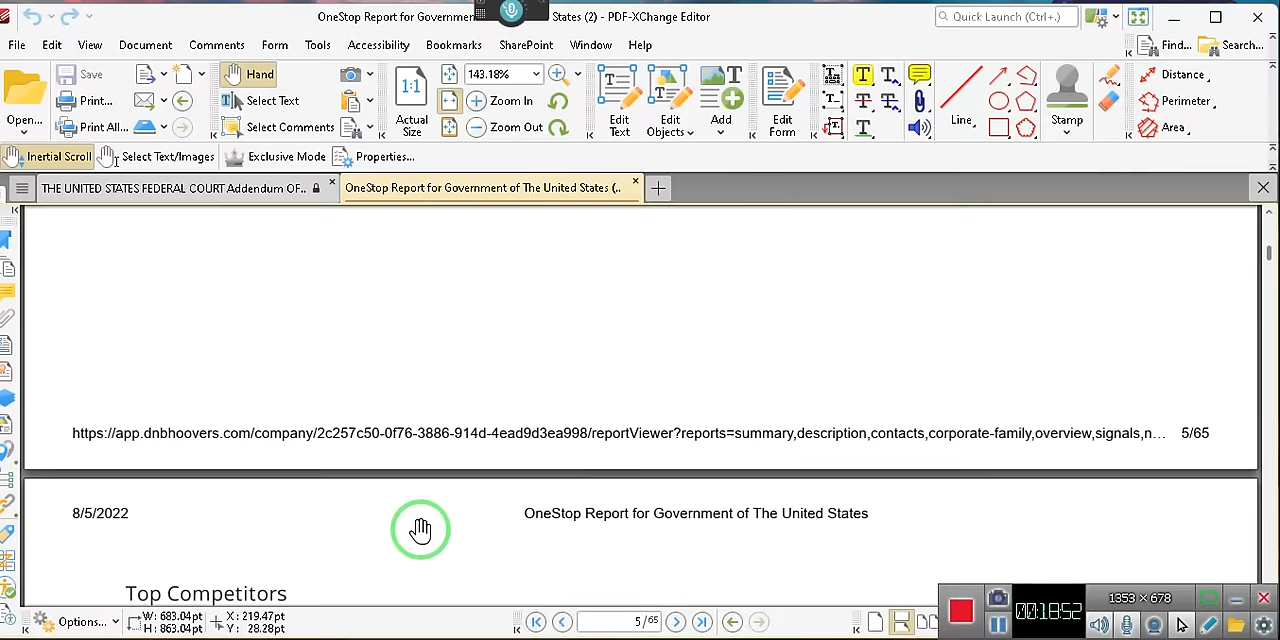 OneStop Report for Governmen States (2) - PDF-XChange Editor
Quick Launch (Ctrl+.)
File Edit View Document Comments Form Tools Accessibility Bookmarks SharePoint Window Help
Find... Search...
Open... Save Print... Print All...
Hand Select Text Select Comments
1:1 Actual Size 143.18% Zoom In Zoom Out
Edit Text Edit Objects Add Edit Form
Line Stamp Distance Perimeter Area
Inertial Scroll Select Text/Images Exclusive Mode Properties...
THE UNITED STATES FEDERAL COURT Addendum OF.. OneStop Report for Government of The United States (..
https://app.dnbhoovers.com/company/2c257c50-0f76-3886-914d-4ead9d3ea998/reportViewer?reports=summary,description,contacts,corporate-family,overview,signals,n… 5/65
8/5/2022 OneStop Report for Government of The United States
Top Competitors
Options... W: 683.04pt X: 219.47pt 5/65
H: 863.04pt Y: 28.28pt
00:18:52 1353 × 678